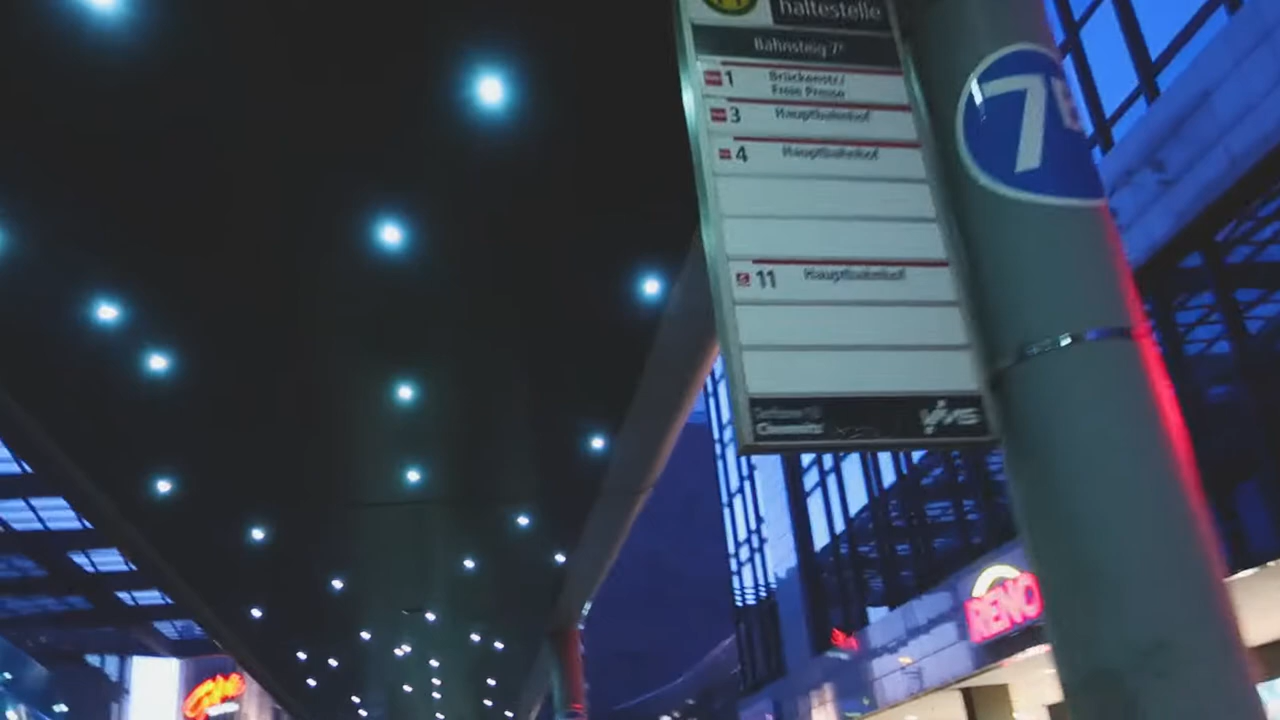 haltestelle
Bahnsteig 7
1 Brückenstr./
Freie Presse
3 Hauptbahnhof
4 Hauptbahnhof
11 Hauptbahnhof
Chemnitz
VMS
7
RENO